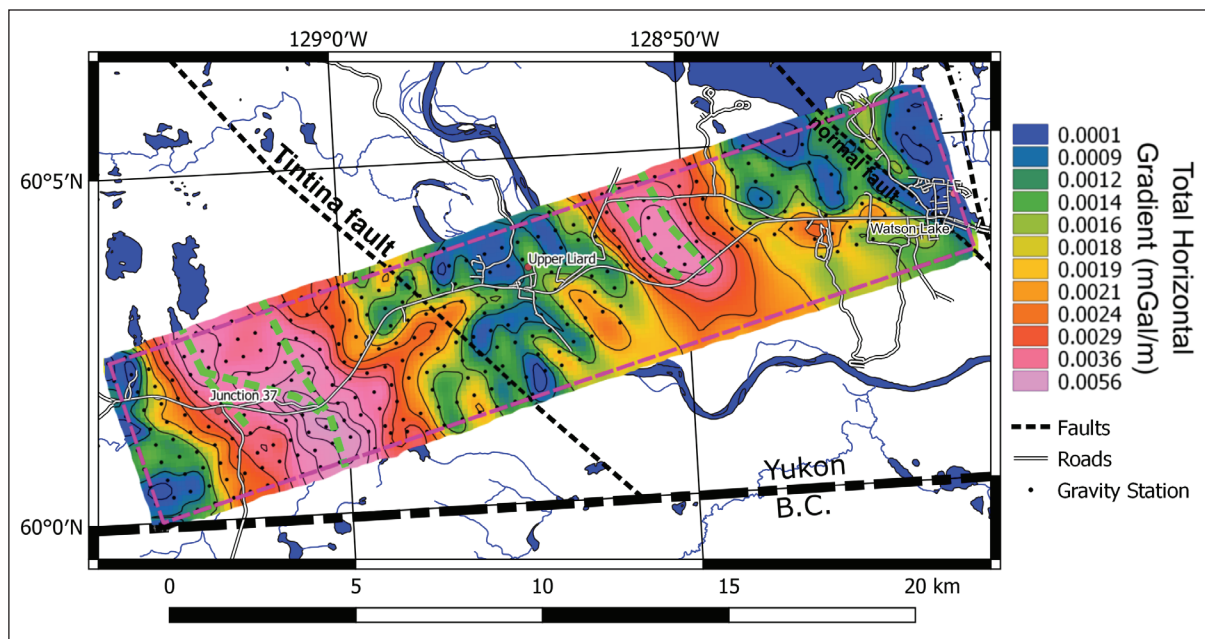 129°0'W
128°50'W
60°5'N
60°0'N
Tintina fault
normal fault
Upper Liard
Watson Lake
Junction 37
Yukon
B.C.
0
5
10
15
20 km
0.0001
0.0009
0.0012
0.0014
0.0016
0.0018
0.0019
0.0021
0.0024
0.0029
0.0036
0.0056
Total Horizontal
Gradient (mGal/m)
Faults
Roads
Gravity Station